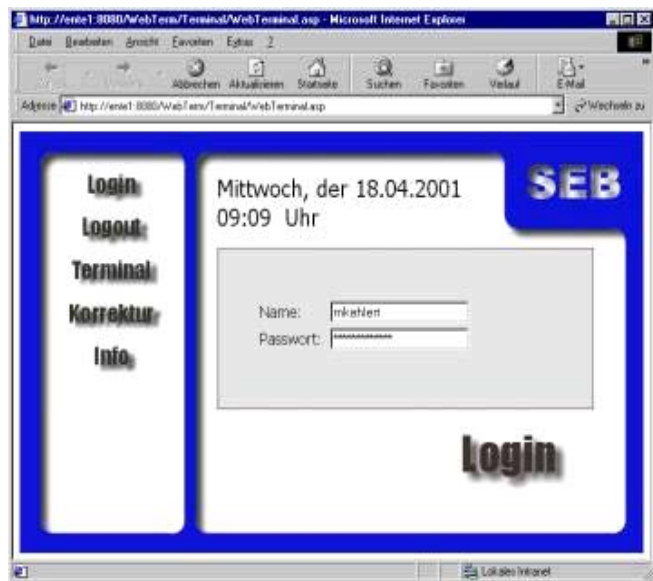 http://ente1:8080/WebTerm/Terminal/WebTerminal.asp - Microsoft Internet Explorer
Datei Bearbeiten Ansicht Favoriten Extras ?
Abbrechen Aktualisieren Startseite Suchen Favoriten Verlauf E-Mail
Adresse http://ente1:8080/WebTerm/Terminal/WebTerminal.asp Wechseln zu
SEB
Login
Logout
Terminal
Korrektur
Info
Mittwoch, der 18.04.2001
09:09 Uhr
Name: mkehlert
Passwort: *************
Login
Lokales Intranet